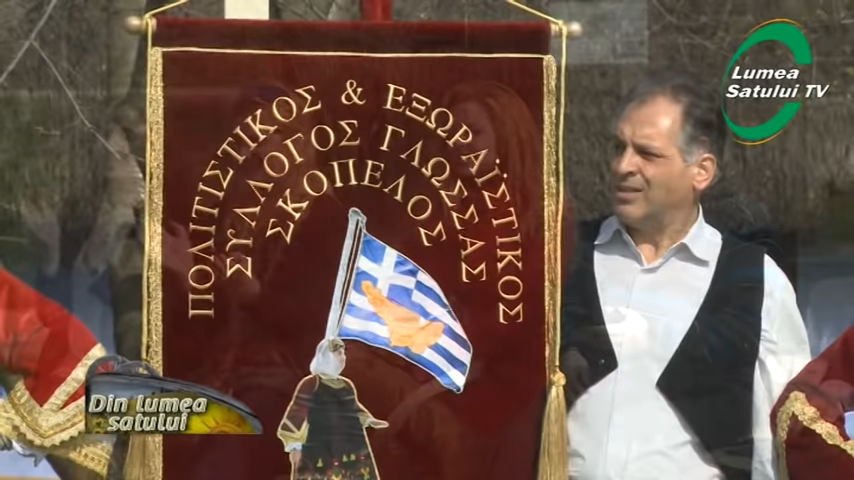 ΠΟΛΙΤΙΣΤΙΚΟΣ & ΕΞΩΡΑΪΣΤΙΚΟΣ
ΣΥΛΛΟΓΟΣ ΓΛΩΣΣΑΣ
ΣΚΟΠΕΛΟΣ
Lumea
Satului TV
Din lumea
satului